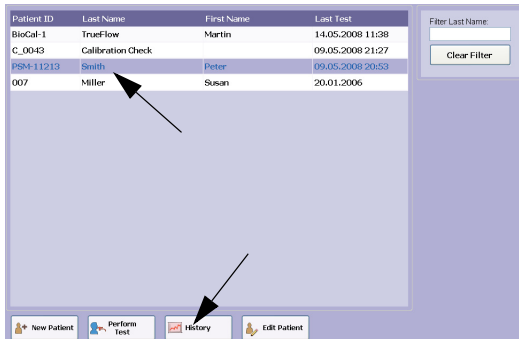 Patient ID Last Name First Name Last Test
BioCal-1 TrueFlow Martin 14.05.2008 11:38
C_0043 Calibration Check 09.05.2008 21:27
PSM-11213 Smith Peter 09.05.2008 20:53
007 Miller Susan 20.01.2006
Filter Last Name:
Clear Filter
New Patient
Perform
Test
History
Edit Patient